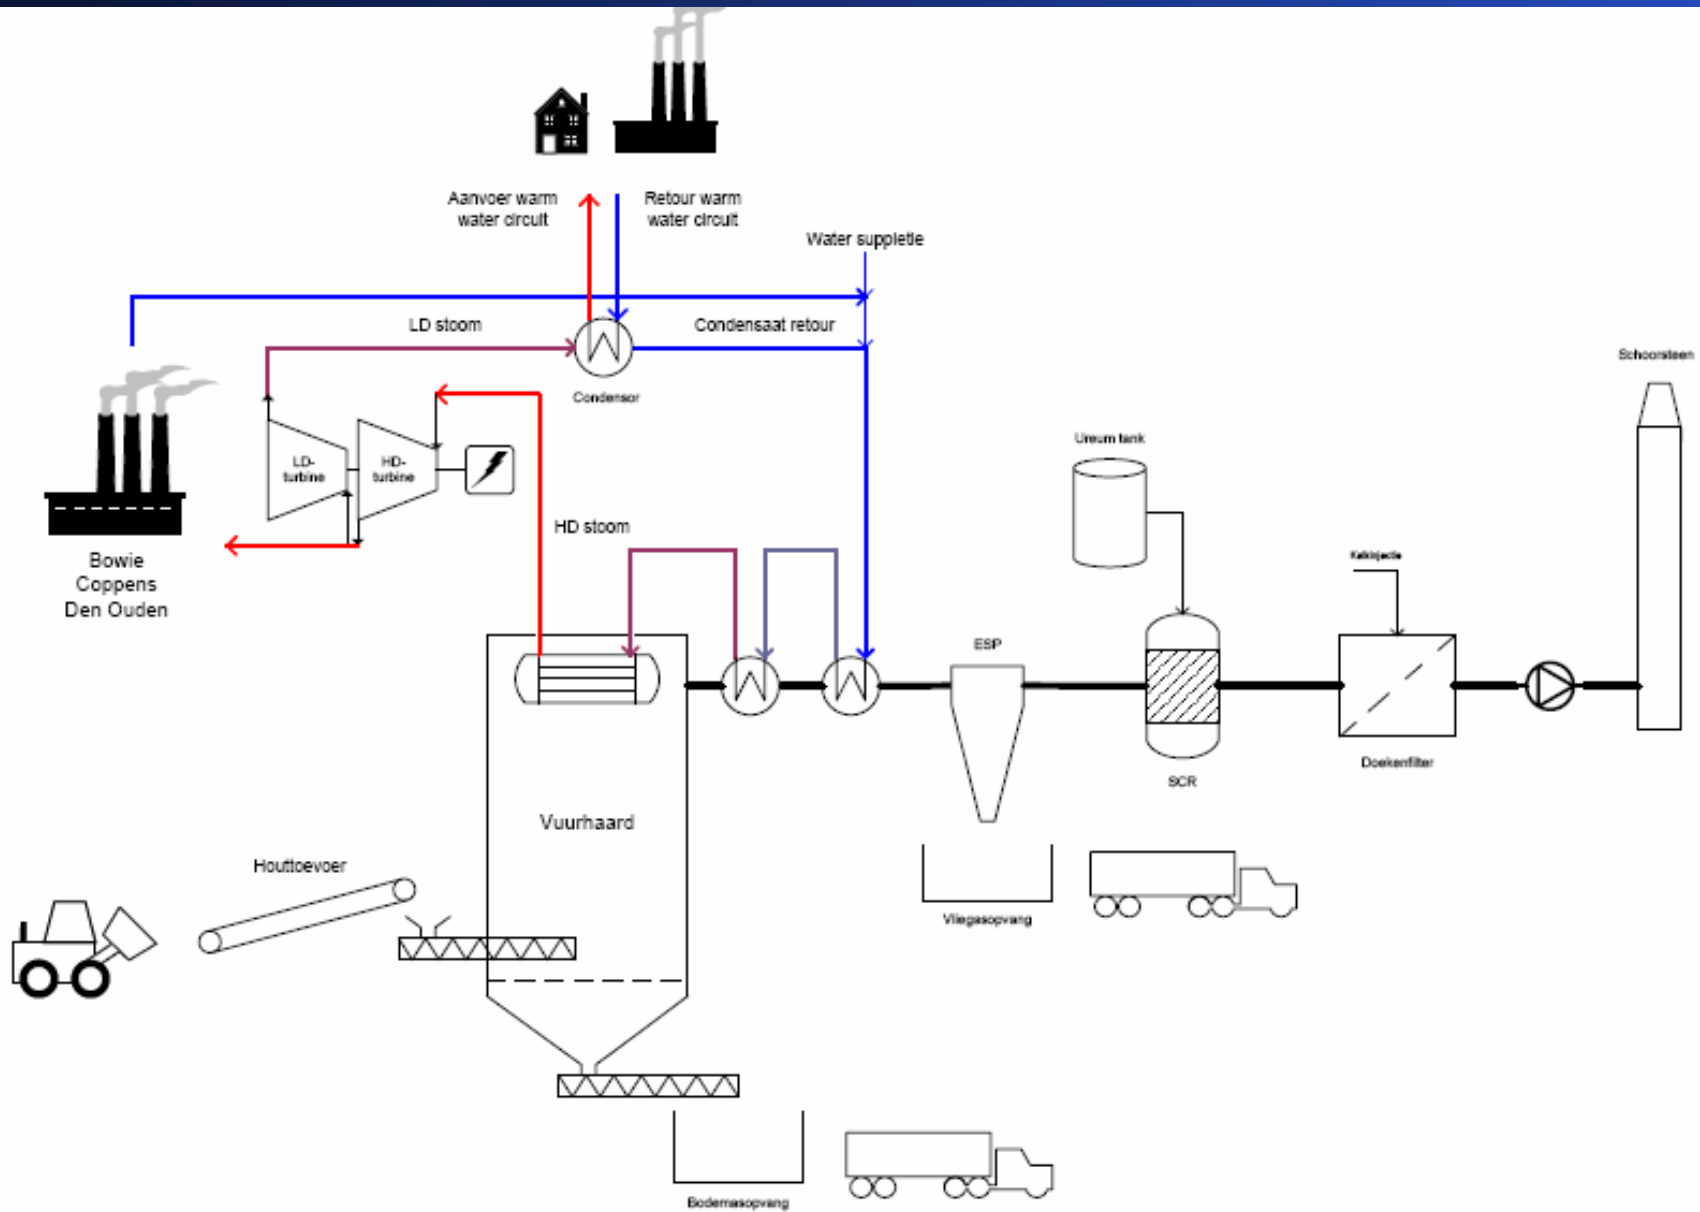 Aanvoer warm
water circuit
Retour warm
water circuit
Water suppletie
LD stoom
Condensaat retour
Condensor
Schoorsteen
LD-
turbine
HD-
turbine
Ureum tank
HD stoom
Bowie
Coppens
Den Ouden
Kalkinjectie
ESP
SCR
Doekenfilter
Vuurhaard
Houttoevoer
Vliegasopvang
Bodemasopvang